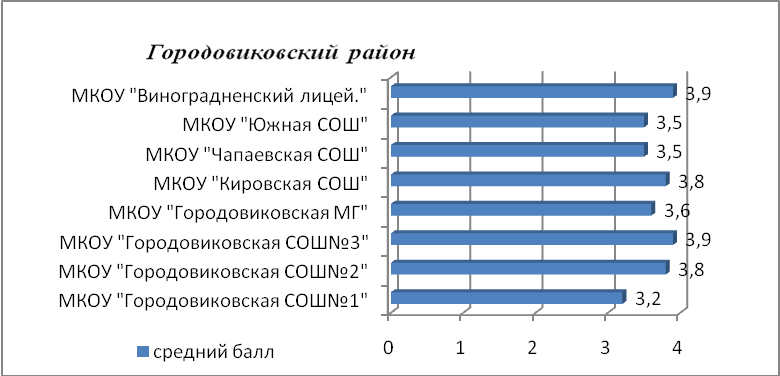 Городовиковский район
МКОУ "Виноградненский лицей." 3,9
МКОУ "Южная СОШ" 3,5
МКОУ "Чапаевская СОШ" 3,5
МКОУ "Кировская СОШ" 3,8
МКОУ "Городовиковская МГ" 3,6
МКОУ "Городовиковская СОШ№3" 3,9
МКОУ "Городовиковская СОШ№2" 3,8
МКОУ "Городовиковская СОШ№1" 3,2
0 1 2 3 4
средний балл